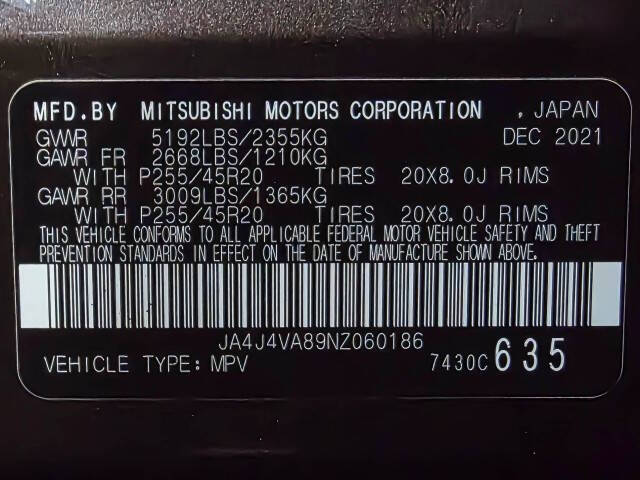 MFD.BY MITSUBISHI MOTORS CORPORATION , JAPAN
GVWR 5192LBS/2355KG DEC 2021
GAWR FR 2668LBS/1210KG
WITH P255/45R20 TIRES 20X8.0J RIMS
GAWR RR 3009LBS/1365KG
WITH P255/45R20 TIRES 20X8.0J RIMS
THIS VEHICLE CONFORMS TO ALL APPLICABLE FEDERAL MOTOR VEHICLE SAFETY AND THEFT
PREVENTION STANDARDS IN EFFECT ON THE DATE OF MANUFACTURE SHOWN ABOVE.
JA4J4VA89NZ060186
VEHICLE TYPE: MPV 7430C 635